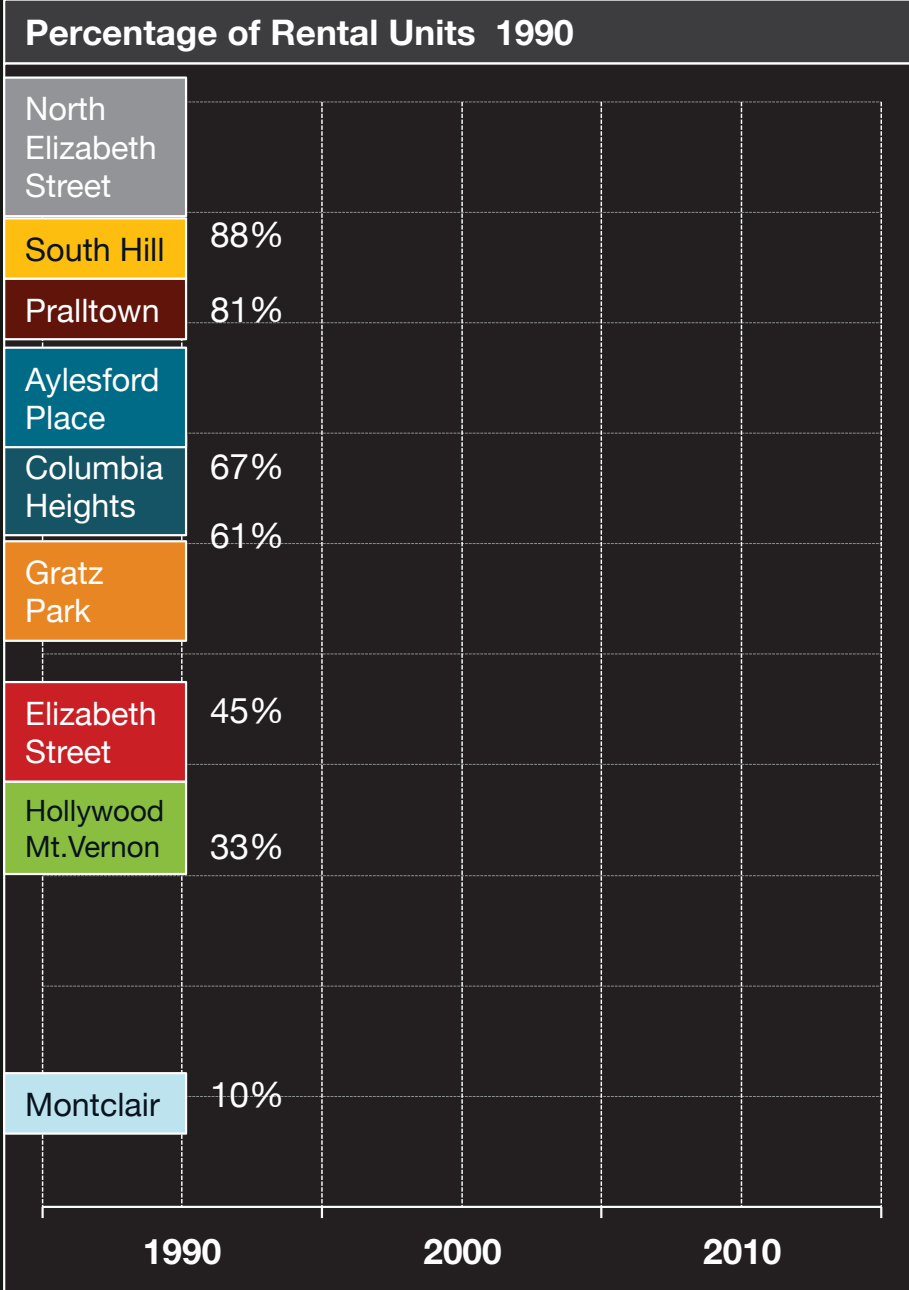 Percentage of Rental Units 1990
North
Elizabeth
Street
South Hill
88%
Pralltown
81%
Aylesford
Place
Columbia
Heights
67%
61%
Gratz
Park
Elizabeth
Street
45%
Hollywood
Mt.Vernon
33%
Montclair
10%
1990 2000 2010